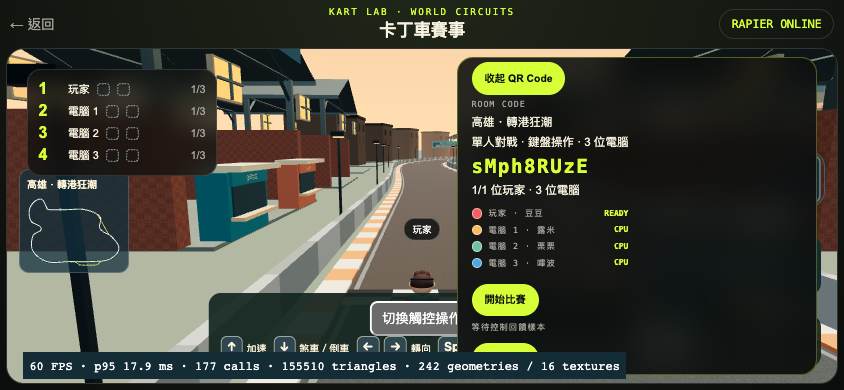 ← 返回
KART LAB · WORLD CIRCUITS
卡丁車賽事
RAPIER ONLINE
1 玩家 1/3
2 電腦 1 1/3
3 電腦 2 1/3
4 電腦 3 1/3
高雄 · 轉港狂潮
玩家
收起 QR Code
ROOM CODE
高雄 · 轉港狂潮
單人對戰 · 鍵盤操作 · 3 位電腦
sMph8RUzE
1/1 位玩家 · 3 位電腦
玩家 · 豆豆 READY
電腦 1 · 露米 CPU
電腦 2 · 栗栗 CPU
電腦 3 · 嗶波 CPU
開始比賽
等待控制回饋樣本
切換觸控操作
↑ 加速 ↓ 煞車 / 倒車 ← → 轉向 Sp
60 FPS · p95 17.9 ms · 177 calls · 155510 triangles · 242 geometries / 16 textures